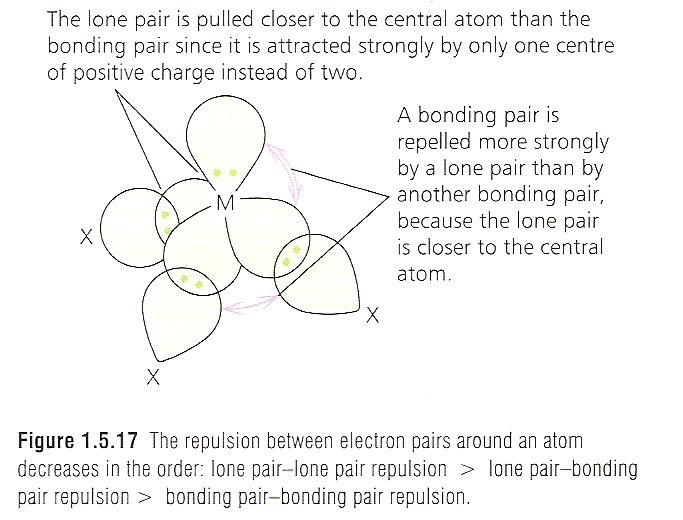 The lone pair is pulled closer to the central atom than the
bonding pair since it is attracted strongly by only one centre
of positive charge instead of two.
A bonding pair is
repelled more strongly
by a lone pair than by
another bonding pair,
because the lone pair
is closer to the central
atom.
M
X
X
X
Figure 1.5.17 The repulsion between electron pairs around an atom
decreases in the order: lone pair–lone pair repulsion > lone pair–bonding
pair repulsion > bonding pair–bonding pair repulsion.